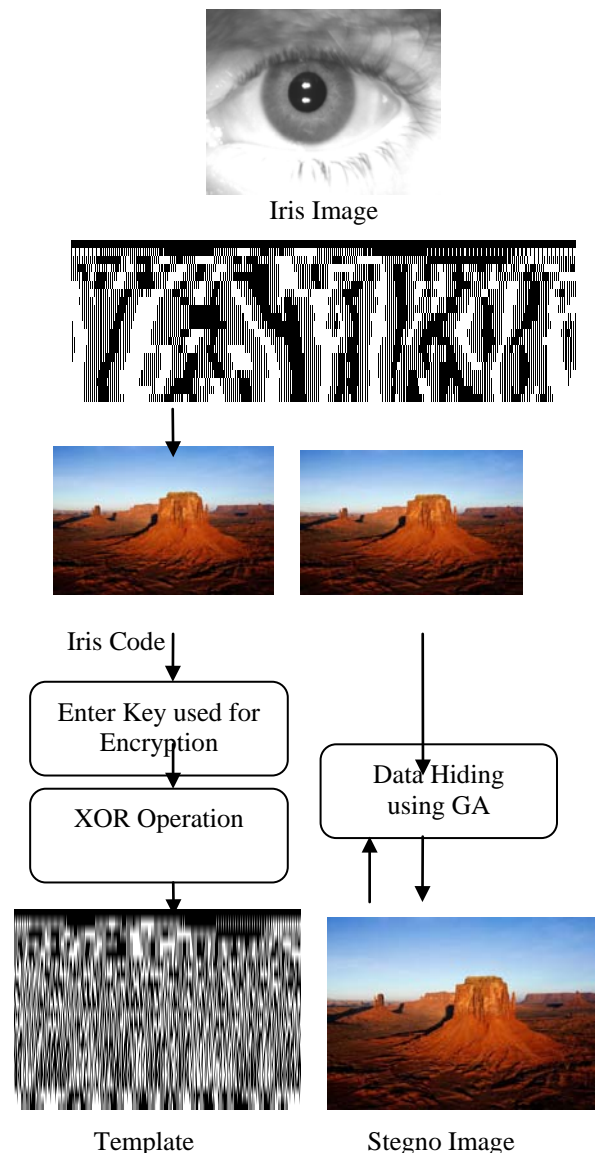 Iris Image
Iris Code
Enter Key used for
Encryption
XOR Operation
Data Hiding
using GA
Template
Stegno Image